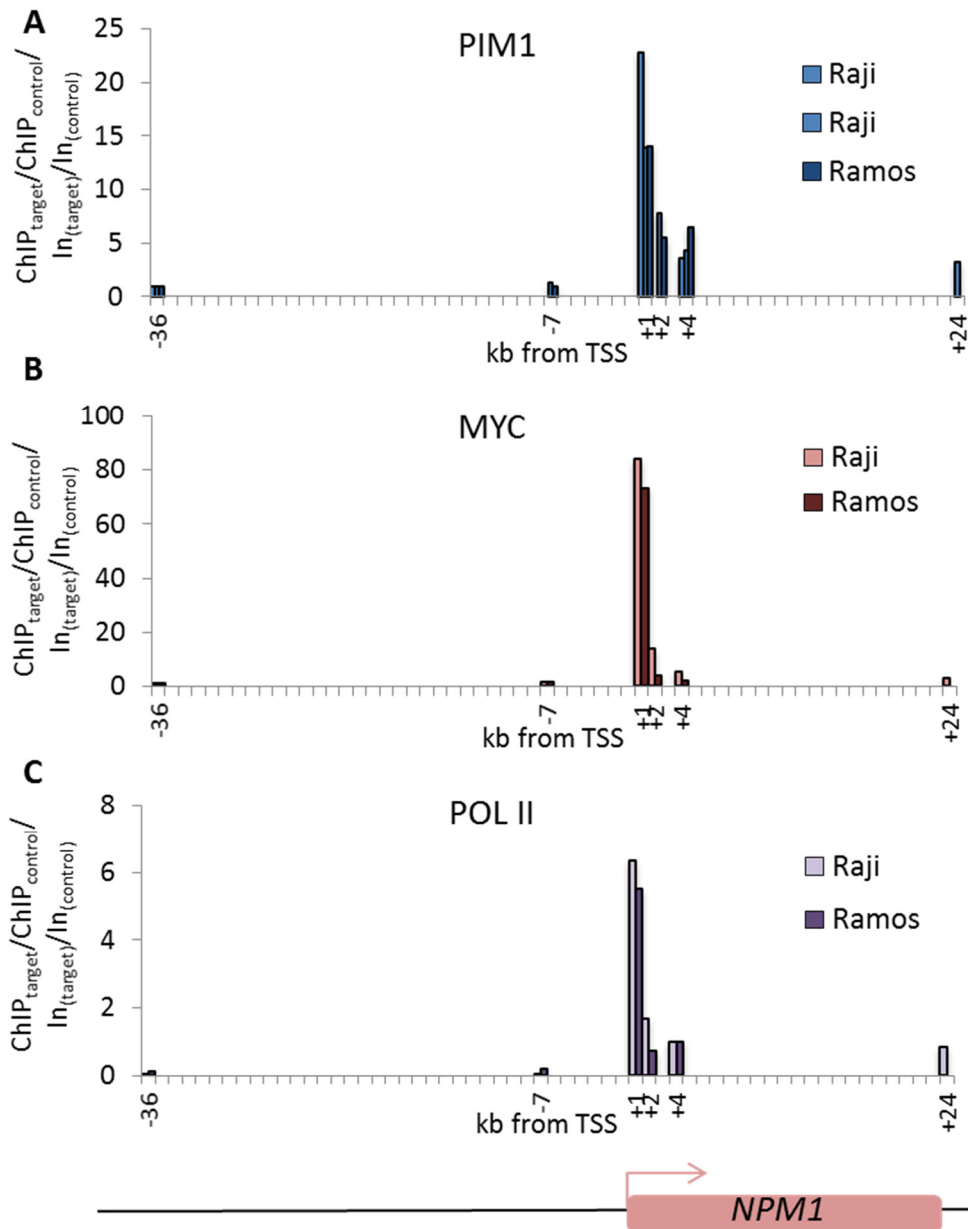 A
PIM1
25
20
15
10
5
0
ChIPtarget/ChIPcontrol/
In(target)/In(control)
Raji
Raji
Ramos
-36
-7
+1
+2
+4
+24
kb from TSS
B
MYC
100
80
60
40
20
0
ChIPtarget/ChIPcontrol/
In(target)/In(control)
Raji
Ramos
-36
-7
+1
+2
+4
+24
kb from TSS
C
POL II
8
6
4
2
0
ChIPtarget/ChIPcontrol/
In(target)/In(control)
Raji
Ramos
-36
-7
+1
+2
+4
+24
kb from TSS
NPM1